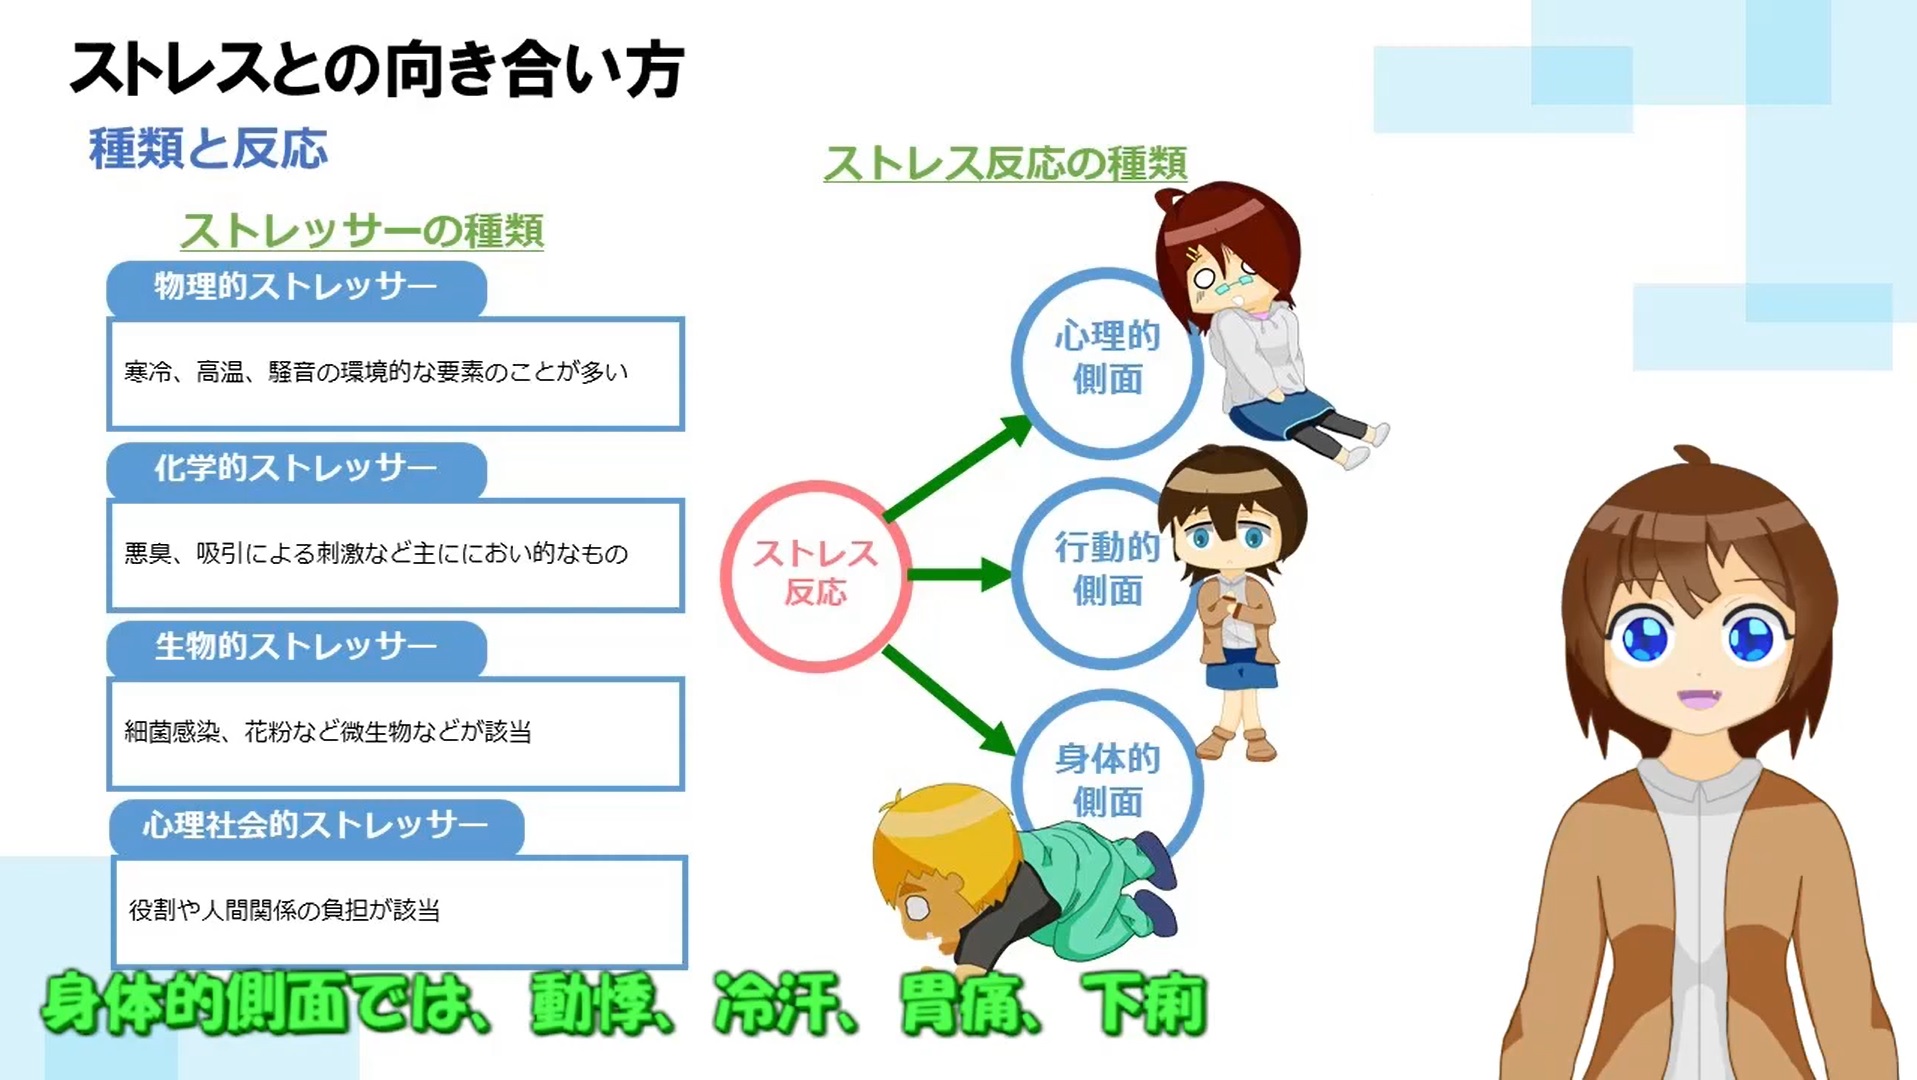 ストレスとの向き合い方
種類と反応
ストレッサーの種類
物理的ストレッサー
寒冷、高温、騒音の環境的な要素のことが多い
化学的ストレッサー
悪臭、吸引による刺激など主ににおい的なもの
生物的ストレッサー
細菌感染、花粉など微生物などが該当
心理社会的ストレッサー
役割や人間関係の負担が該当
ストレス反応の種類
ストレス
反応
心理的
側面
行動的
側面
身体的
側面
身体的側面では、動悸、冷汗、胃痛、下痢